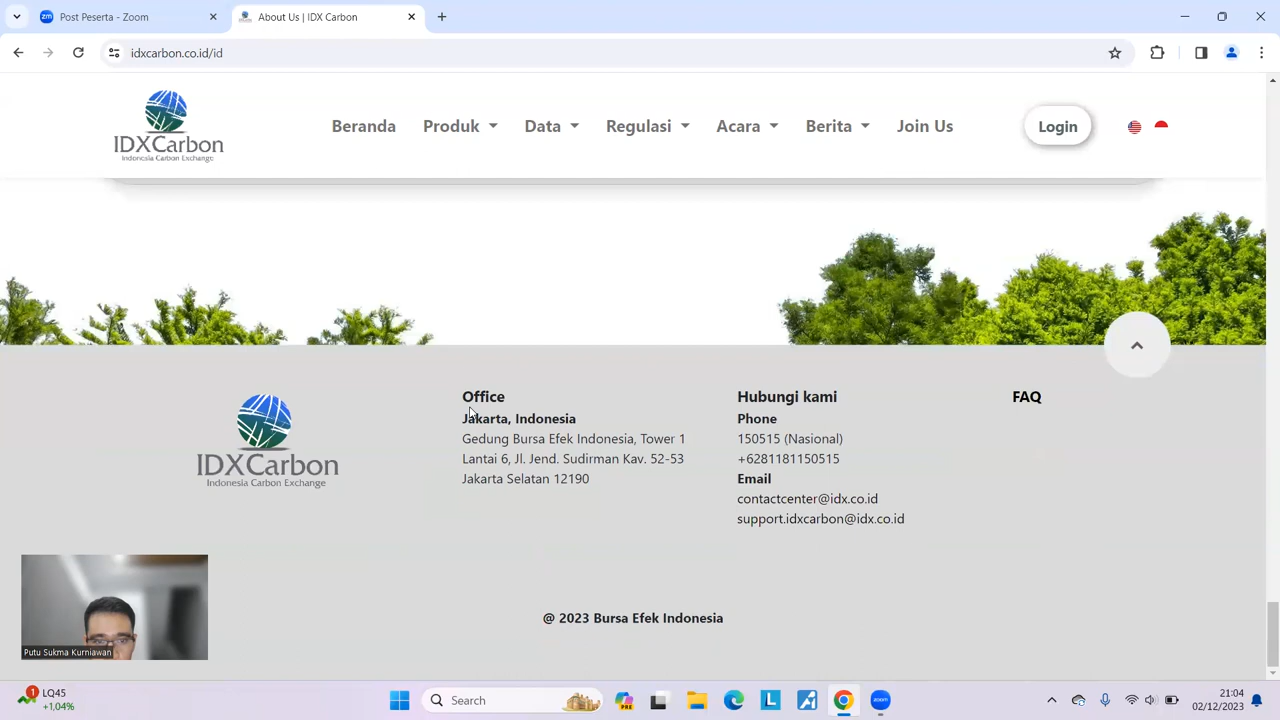 Post Peserta - Zoom
About Us | IDX Carbon
idxcarbon.co.id/id
IDXCarbon
Indonesia Carbon Exchange
Beranda
Produk
Data
Regulasi
Acara
Berita
Join Us
Login
IDXCarbon
Indonesia Carbon Exchange
Office
Jakarta, Indonesia
Gedung Bursa Efek Indonesia, Tower 1
Lantai 6, Jl. Jend. Sudirman Kav. 52-53
Jakarta Selatan 12190
Hubungi kami
Phone
150515 (Nasional)
+6281181150515
Email
contactcenter@idx.co.id
support.idxcarbon@idx.co.id
FAQ
@ 2023 Bursa Efek Indonesia
Putu Sukma Kurniawan
1
LQ45
+1,04%
Search
PRE
zoom
21:04
02/12/2023